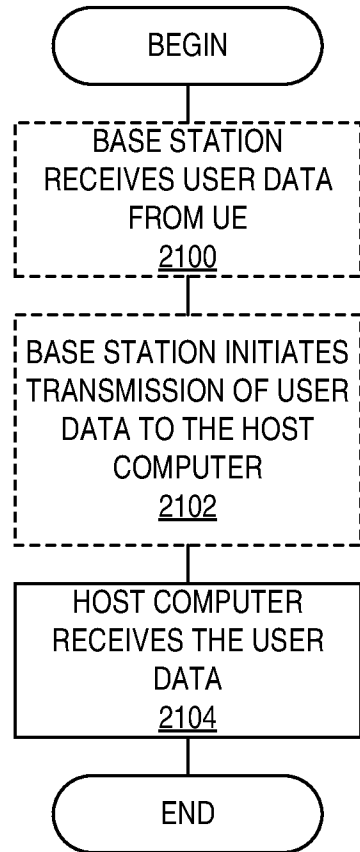 BEGIN
BASE STATION
RECEIVES USER DATA
FROM UE
2100
BASE STATION INITIATES
TRANSMISSION OF USER
DATA TO THE HOST
COMPUTER
2102
HOST COMPUTER
RECEIVES THE USER
DATA
2104
END